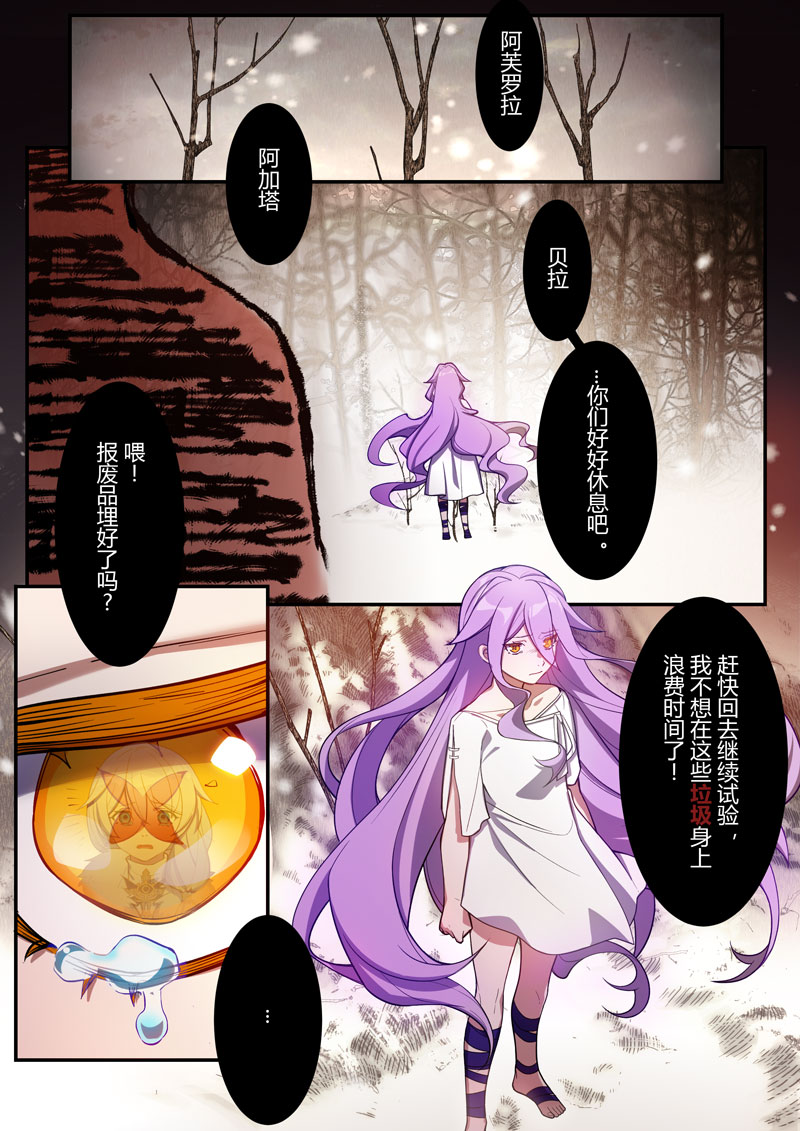 阿芙罗拉
阿加塔
贝拉
…你们好好休息吧。
喂！
报废品埋好了吗？
赶快回去继续试验，
我不想在这些垃圾身上
浪费时间了！
…